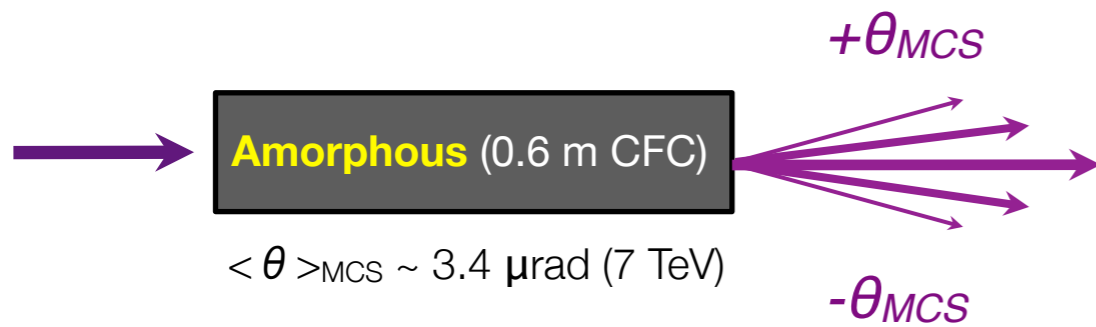 +θMCS
Amorphous (0.6 m CFC)
< θ >MCS ~ 3.4 μrad (7 TeV)
-θMCS